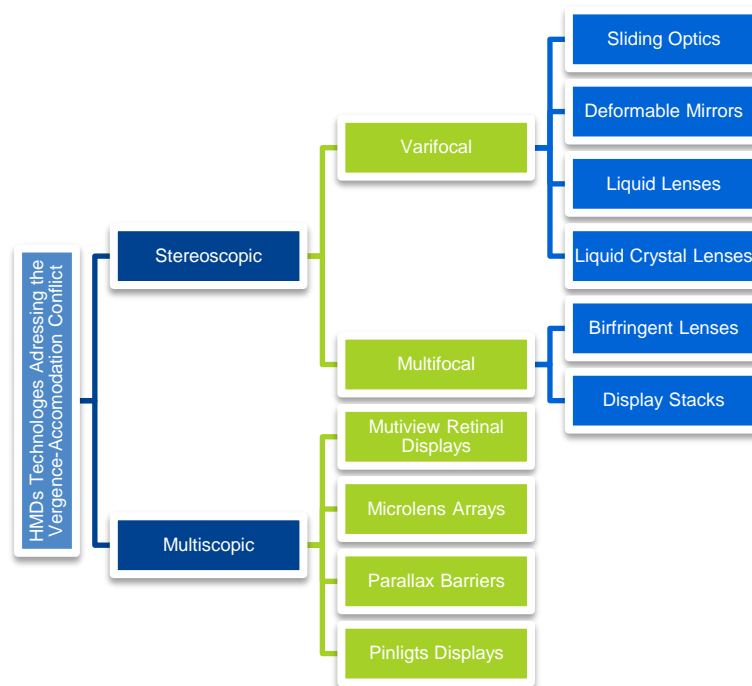 HMDs Technologes Adressing the
Vergence-Accomodation Conflict
Stereoscopic
Varifocal
Sliding Optics
Deformable Mirrors
Liquid Lenses
Liquid Crystal Lenses
Multifocal
Birfringent Lenses
Display Stacks
Multiscopic
Mutiview Retinal
Displays
Microlens Arrays
Parallax Barriers
Pinligts Displays